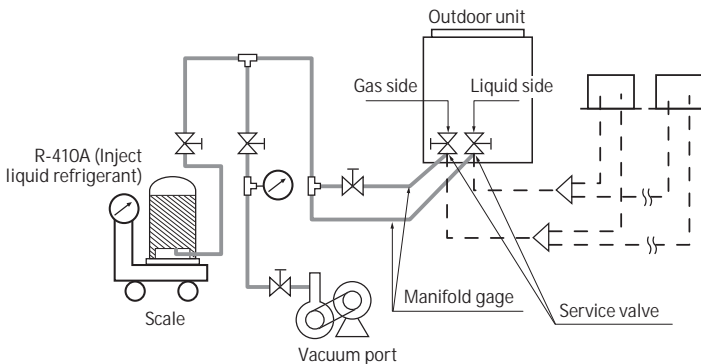 Outdoor unit
Gas side
Liquid side
R-410A (Inject
liquid refrigerant)
Scale
Manifold gage
Service valve
Vacuum port